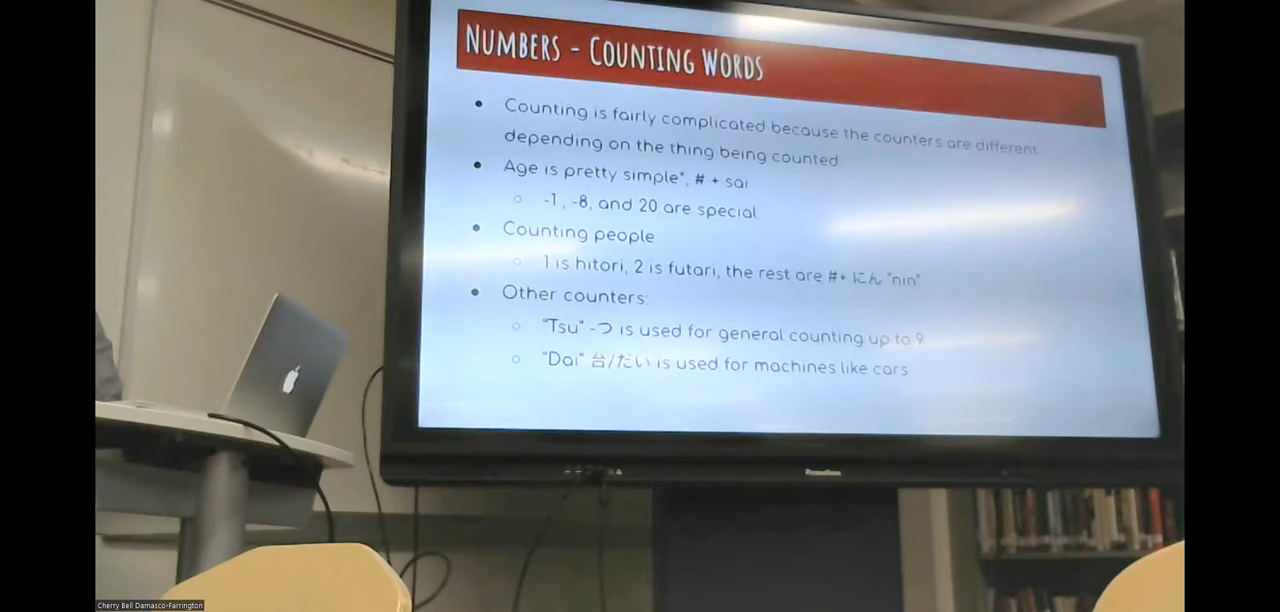 NUMBERS - COUNTING WORDS
• Counting is fairly complicated because the counters are different
depending on the thing being counted.
• Age is pretty simple*, # + sai
○ -1, -8, and 20 are special
• Counting people
○ 1 is hitori, 2 is futari, the rest are #+ にん "nin"
• Other counters:
○ "Tsu" -つ is used for general counting up to 9
○ "Dai" 台/だい is used for machines like cars
Promethean
Cherry Bell Damasco-Farrington